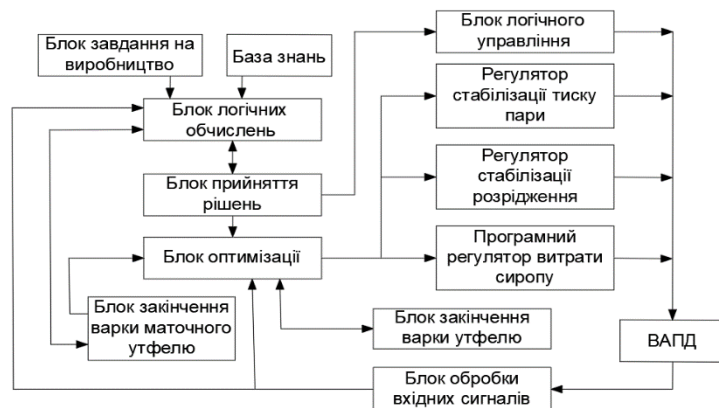 Блок завдання на
виробництво
База знань
Блок логічного
управління
Блок логічних
обчислень
Регулятор
стабілізації тиску
пари
Блок прийняття
рішень
Регулятор
стабілізації
розрідження
Блок оптимізації
Програмний
регулятор витрати
сиропу
Блок закінчення
варки маточного
утфелю
Блок закінчення
варки утфелю
ВАПД
Блок обробки
вхідних сигналів